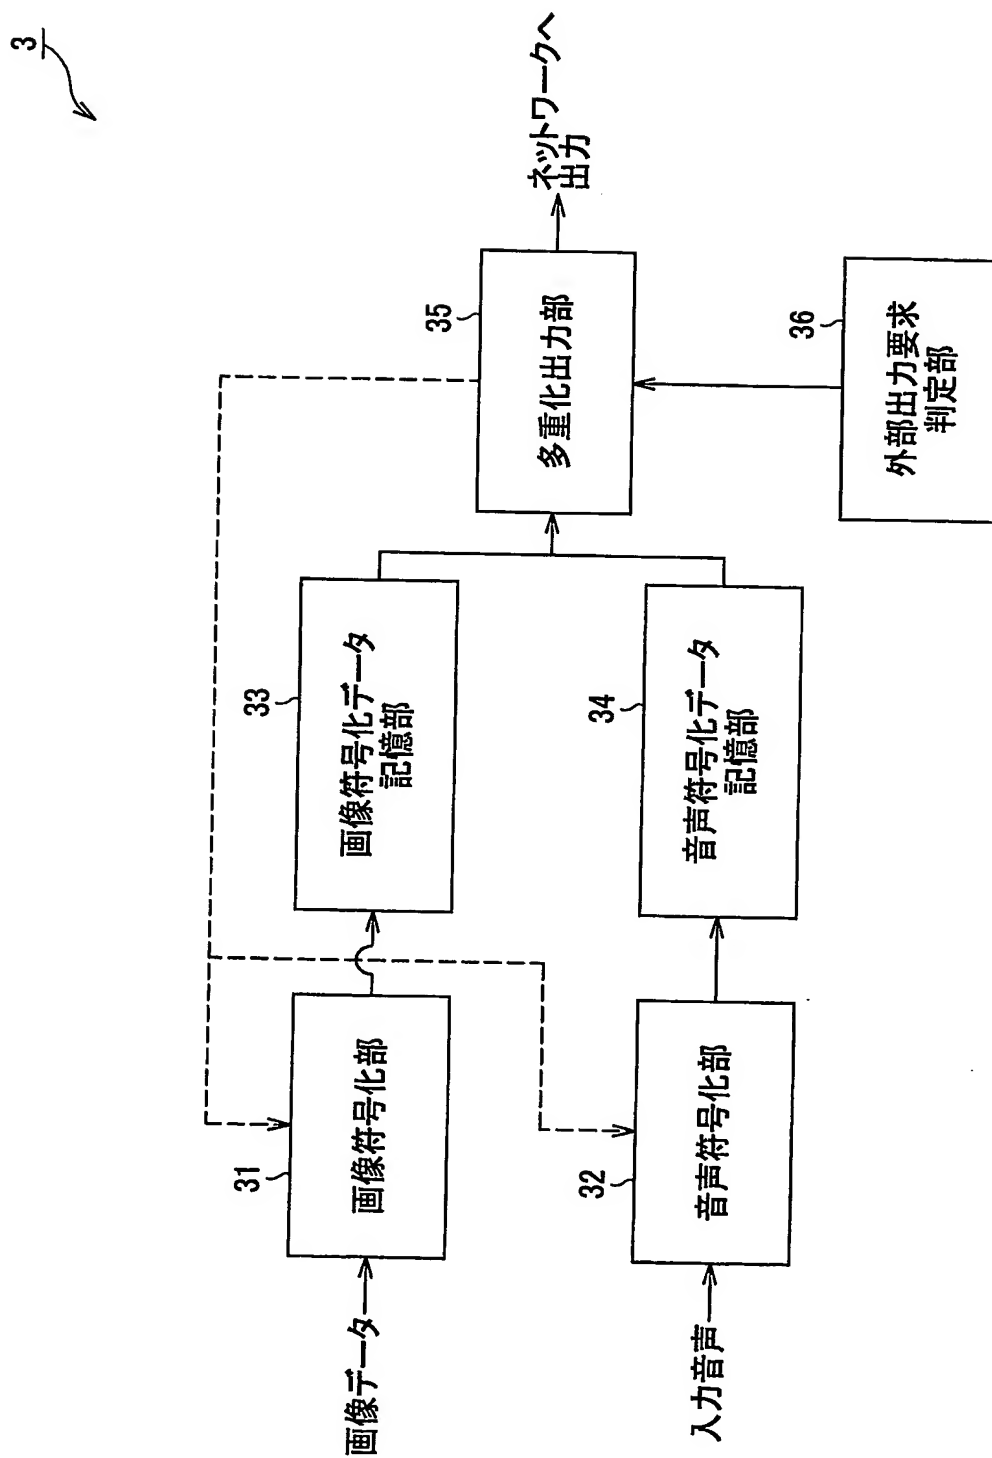 3
画像データ
31
画像符号化部
33
画像符号化データ
記憶部
35
多重化出力部
ネットワークへ
出力
入力音声
32
音声符号化部
34
音声符号化データ
記憶部
36
外部出力要求
判定部